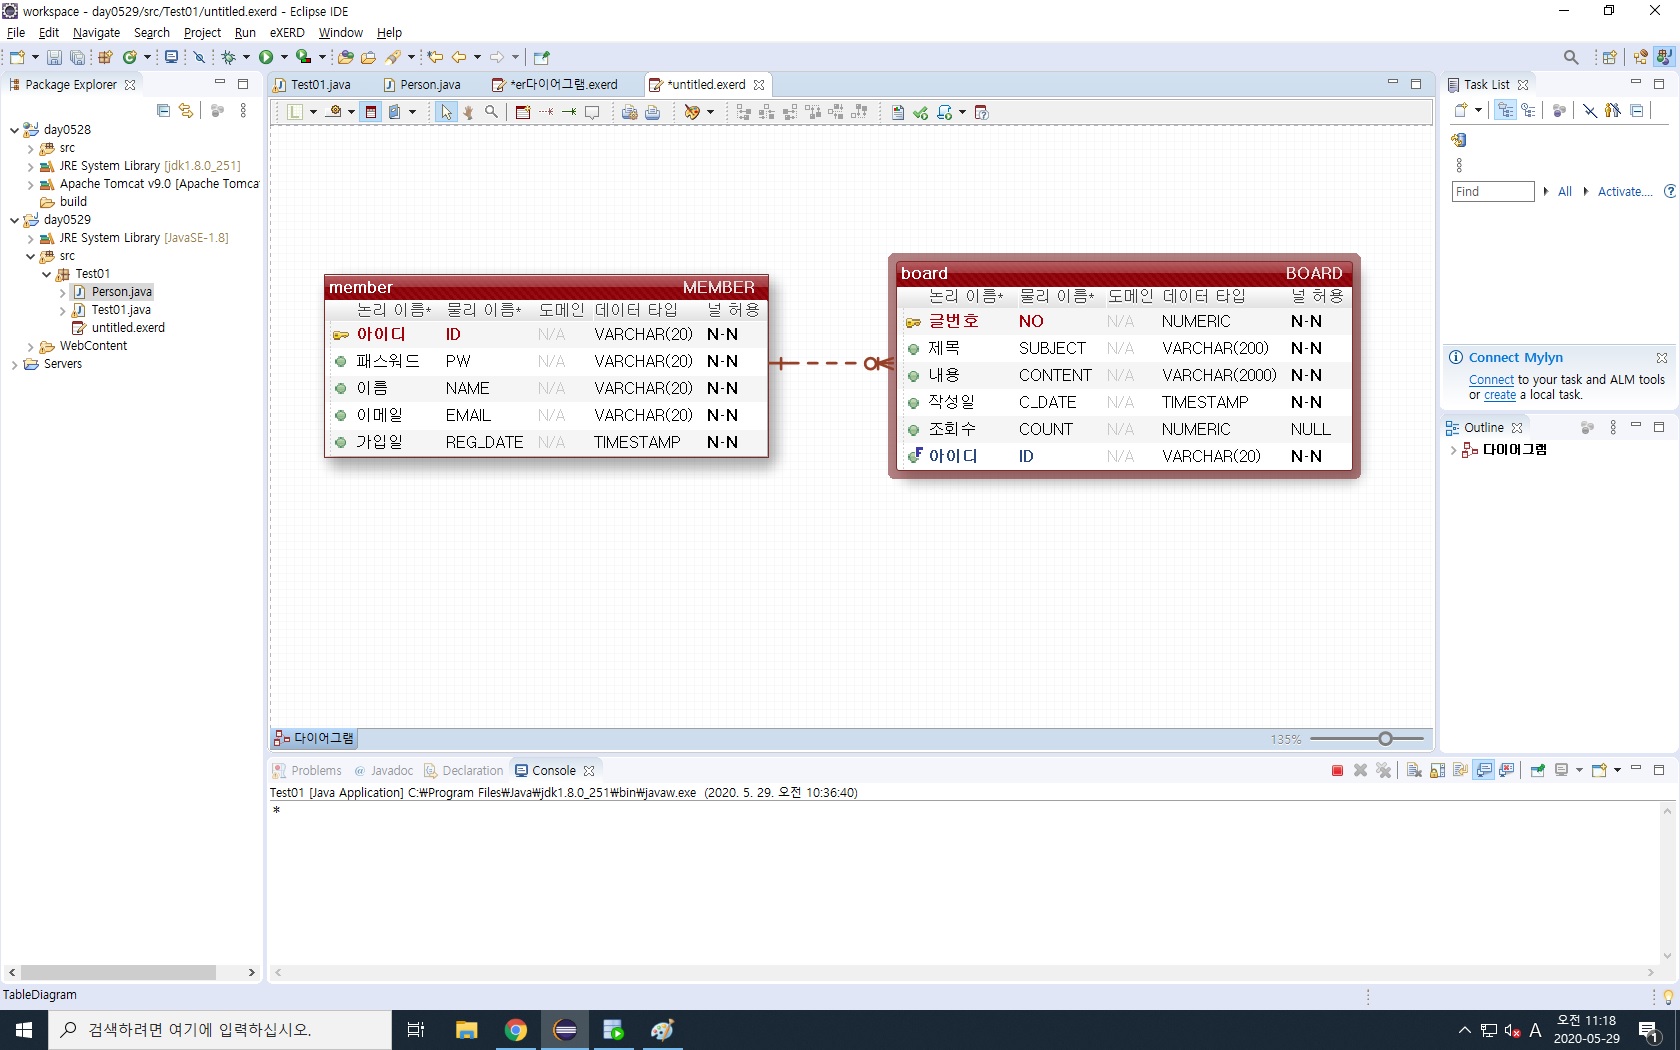 workspace - day0529/src/Test01/untitled.exerd - Eclipse IDE
File Edit Navigate Search Project Run eXERD Window Help
Package Explorer
Test01.java Person.java *er다이어그램.exerd *untitled.exerd
Task List
day0528
src
JRE System Library [jdk1.8.0_251]
Apache Tomcat v9.0 [Apache Tomca
build
day0529
JRE System Library [JavaSE-1.8]
src
Test01
Person.java
Test01.java
untitled.exerd
WebContent
Servers
member MEMBER
논리 이름* 물리 이름* 도메인 데이터 타입 널 허용
아이디 ID N/A VARCHAR(20) N-N
패스워드 PW N/A VARCHAR(20) N-N
이름 NAME N/A VARCHAR(20) N-N
이메일 EMAIL N/A VARCHAR(20) N-N
가입일 REG_DATE N/A TIMESTAMP N-N
board BOARD
논리 이름* 물리 이름* 도메인 데이터 타입 널 허용
글번호 NO N/A NUMERIC N-N
제목 SUBJECT N/A VARCHAR(200) N-N
내용 CONTENT N/A VARCHAR(2000) N-N
작성일 C_DATE N/A TIMESTAMP N-N
조회수 COUNT N/A NUMERIC NULL
아이디 ID N/A VARCHAR(20) N-N
Find All Activate...
Connect Mylyn
Connect to your task and ALM tools
or create a local task.
Outline
다이어그램
다이어그램 135%
Problems Javadoc Declaration Console
Test01 [Java Application] C:₩Program Files₩Java₩jdk1.8.0_251₩bin₩javaw.exe (2020. 5. 29. 오전 10:36:40)
*
TableDiagram
검색하려면 여기에 입력하십시오.
A
오전 11:18
2020-05-29
1